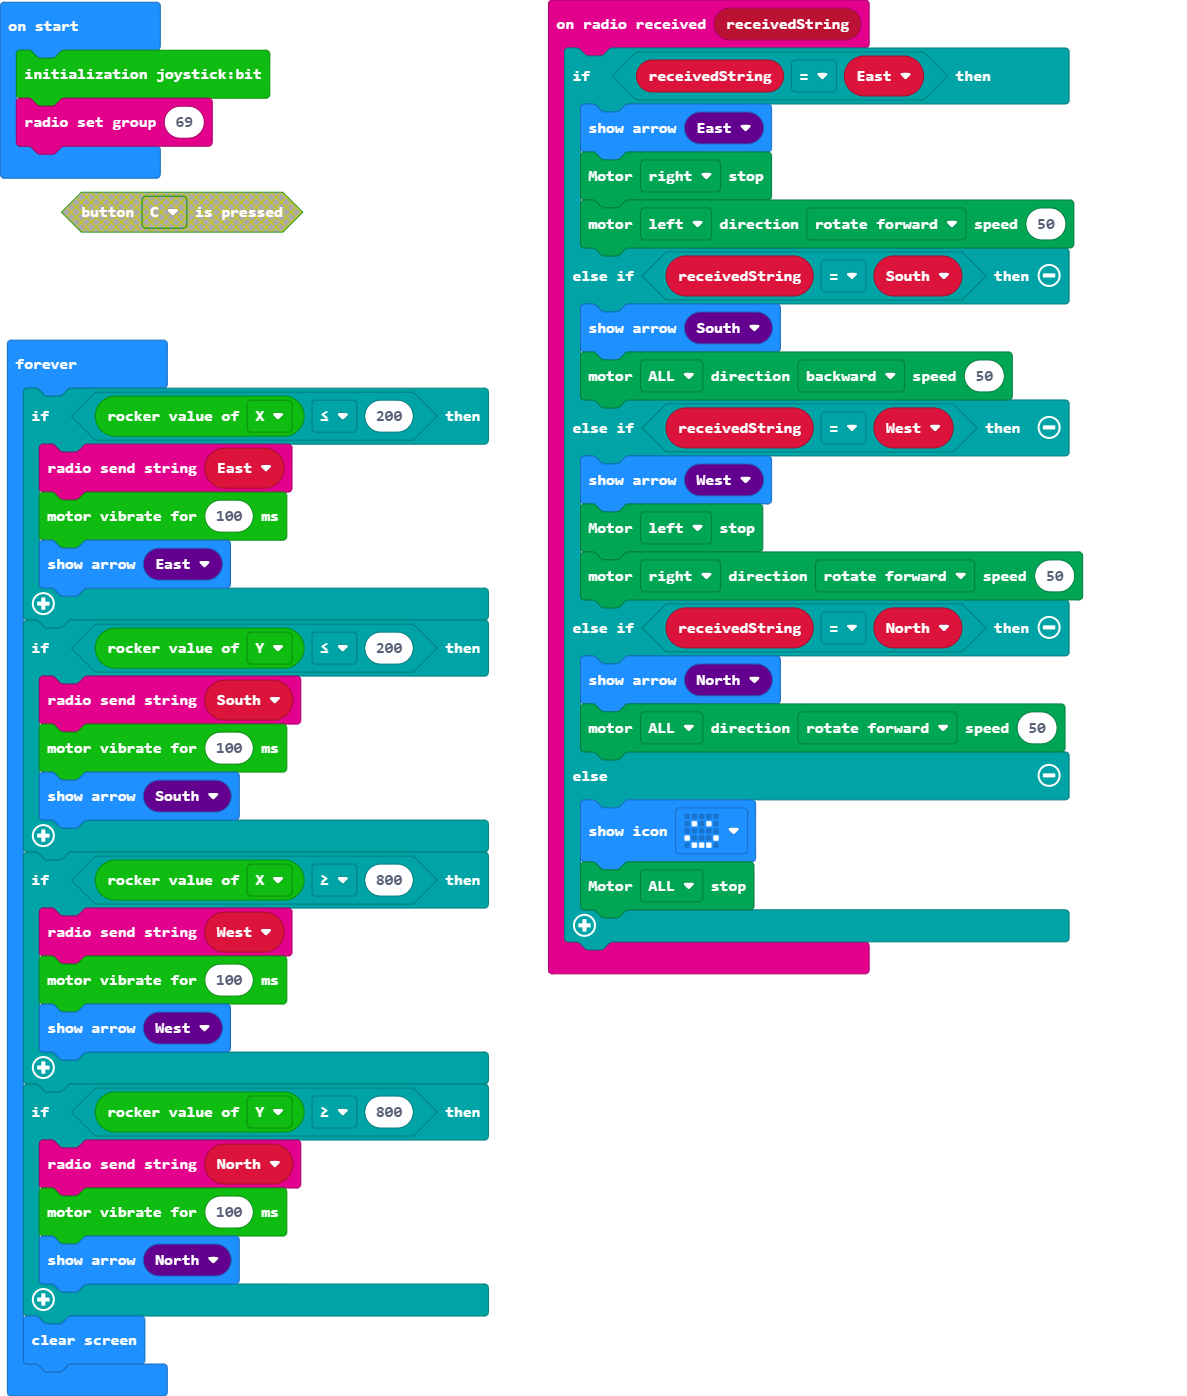 on start
initialization joystick:bit
radio set group 69
button C is pressed
forever
if rocker value of X ≤ 200 then
radio send string East
motor vibrate for 100 ms
show arrow East
if rocker value of Y ≤ 200 then
radio send string South
motor vibrate for 100 ms
show arrow South
if rocker value of X ≥ 800 then
radio send string West
motor vibrate for 100 ms
show arrow West
if rocker value of Y ≥ 800 then
radio send string North
motor vibrate for 100 ms
show arrow North
clear screen
on radio received receivedString
if receivedString = East then
show arrow East
Motor right stop
motor left direction rotate forward speed 50
else if receivedString = South then
show arrow South
motor ALL direction backward speed 50
else if receivedString = West then
show arrow West
Motor left stop
motor right direction rotate forward speed 50
else if receivedString = North then
show arrow North
motor ALL direction rotate forward speed 50
else
show icon
Motor ALL stop